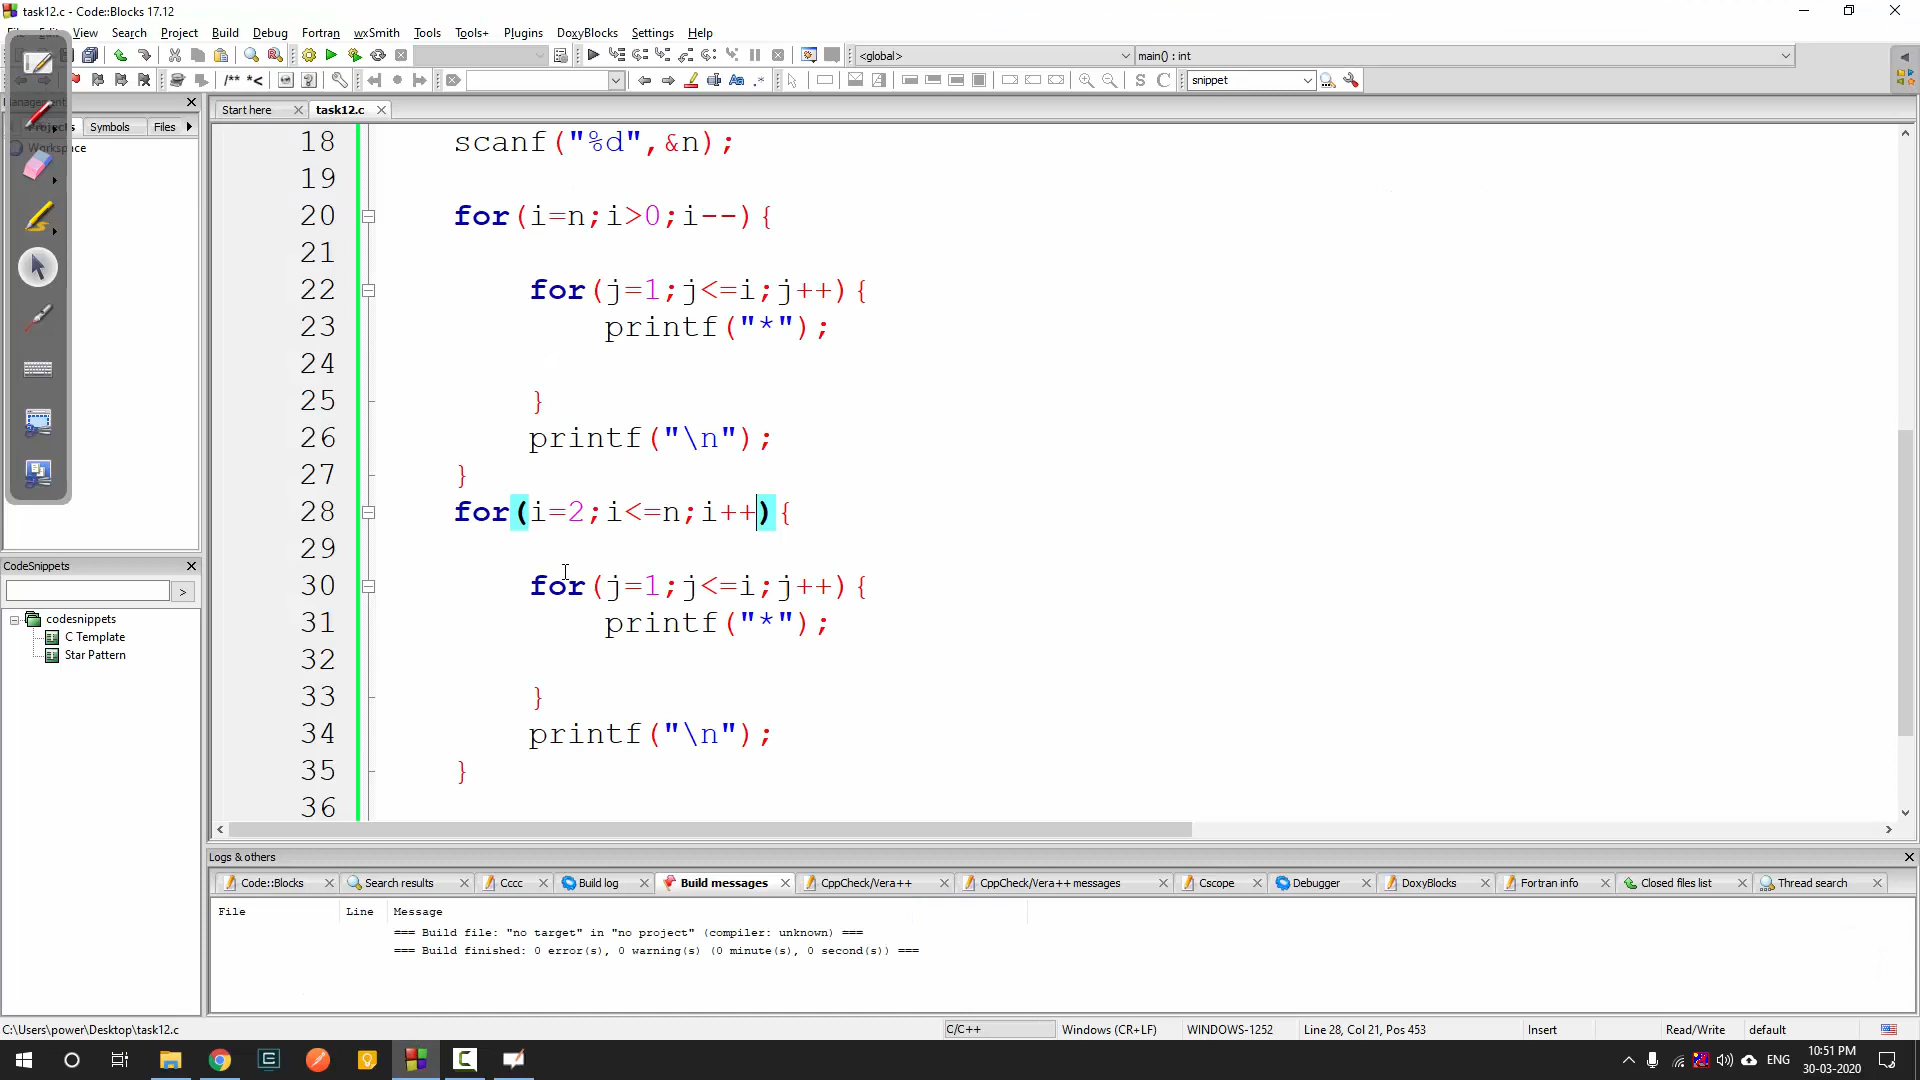 task12.c - Code::Blocks 17.12
View Search Project Build Debug Fortran wxSmith Tools Tools+ Plugins DoxyBlocks Settings Help
<global> main() : int
/** *< Aa .* S C snippet
Projects Symbols Files
Workspace
Start here task12.c
18 scanf("%d",&n);
19
20 for(i=n;i>0;i--){
21
22 for(j=1;j<=i;j++){
23 printf("*");
24
25 }
26 printf("\n");
27 }
28 for(i=2;i<=n;i++){
29
30 for(j=1;j<=i;j++){
31 printf("*");
32
33 }
34 printf("\n");
35 }
36
CodeSnippets
>
codesnippets
C Template
Star Pattern
Logs & others
Code::Blocks Search results Cccc Build log Build messages CppCheck/Vera++ CppCheck/Vera++ messages Cscope Debugger DoxyBlocks Fortran info Closed files list Thread search
File Line Message
=== Build file: "no target" in "no project" (compiler: unknown) ===
=== Build finished: 0 error(s), 0 warning(s) (0 minute(s), 0 second(s)) ===
C:\Users\power\Desktop\task12.c C/C++ Windows (CR+LF) WINDOWS-1252 Line 28, Col 21, Pos 453 Insert Read/Write default
ENG 10:51 PM
30-03-2020